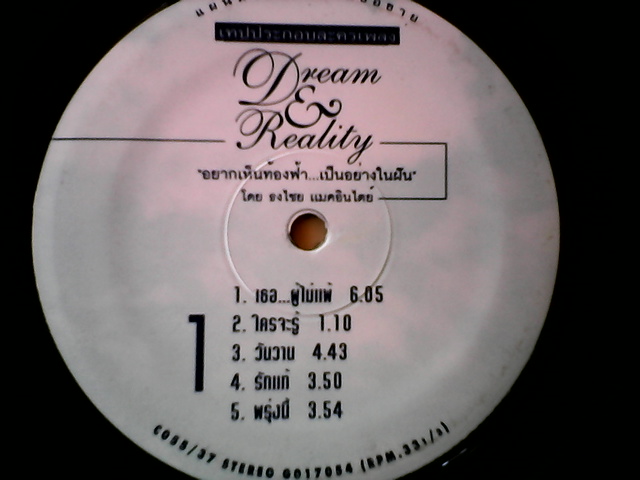 เทปประกอบละครเพลง
Dream
&
Reality
"อยากเห็นท้องฟ้า...เป็นอย่างในฝัน"
โดย ธงไชย แมคอินไตย์
1
1. เธอ...ผู้ไม่แพ้ 6.05
2. ใครจะรู้ 1.10
3. วันวาน 4.43
4. รักแท้ 3.50
5. พรุ่งนี้ 3.54
STEREO G017054 (RPM.33 1/3)